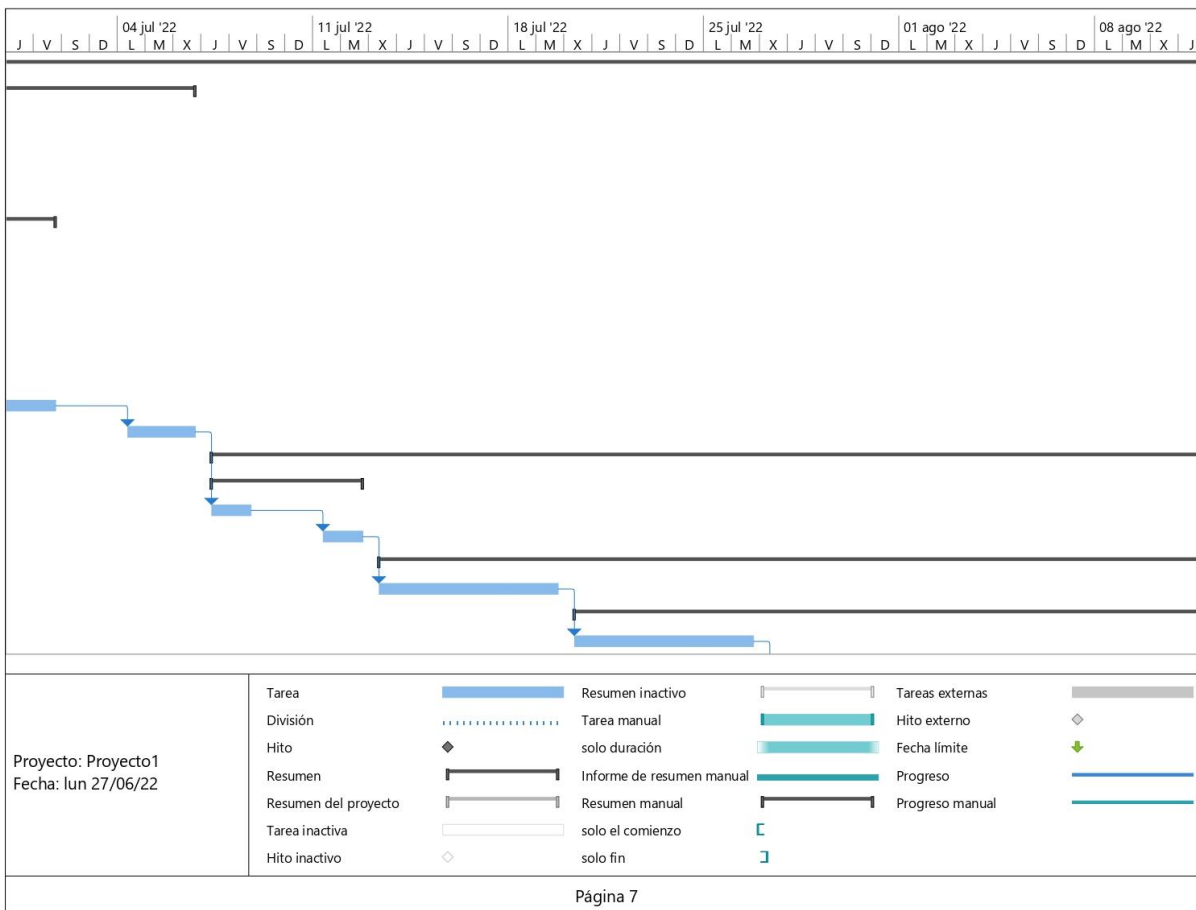 04 jul '22 11 jul '22 18 jul '22 25 jul '22 01 ago '22 08 ago '22
J V S D L M X J V S D L M X J V S D L M X J V S D L M X J V S D L M X J V S D L M X J
Proyecto: Proyecto1
Fecha: lun 27/06/22
Tarea Resumen inactivo Tareas externas
División Tarea manual Hito externo
Hito solo duración Fecha límite
Resumen Informe de resumen manual Progreso
Resumen del proyecto Resumen manual Progreso manual
Tarea inactiva solo el comienzo
Hito inactivo solo fin
Página 7